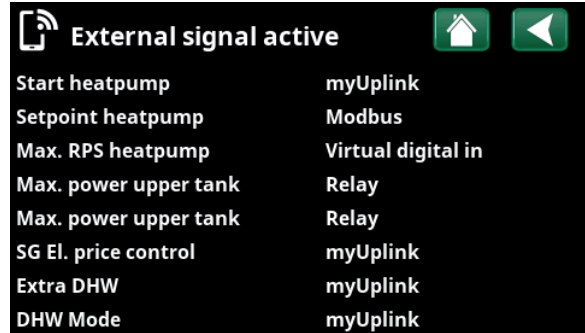 External signal active
Start heatpump myUplink
Setpoint heatpump Modbus
Max. RPS heatpump Virtual digital in
Max. power upper tank Relay
Max. power upper tank Relay
SG El. price control myUplink
Extra DHW myUplink
DHW Mode myUplink